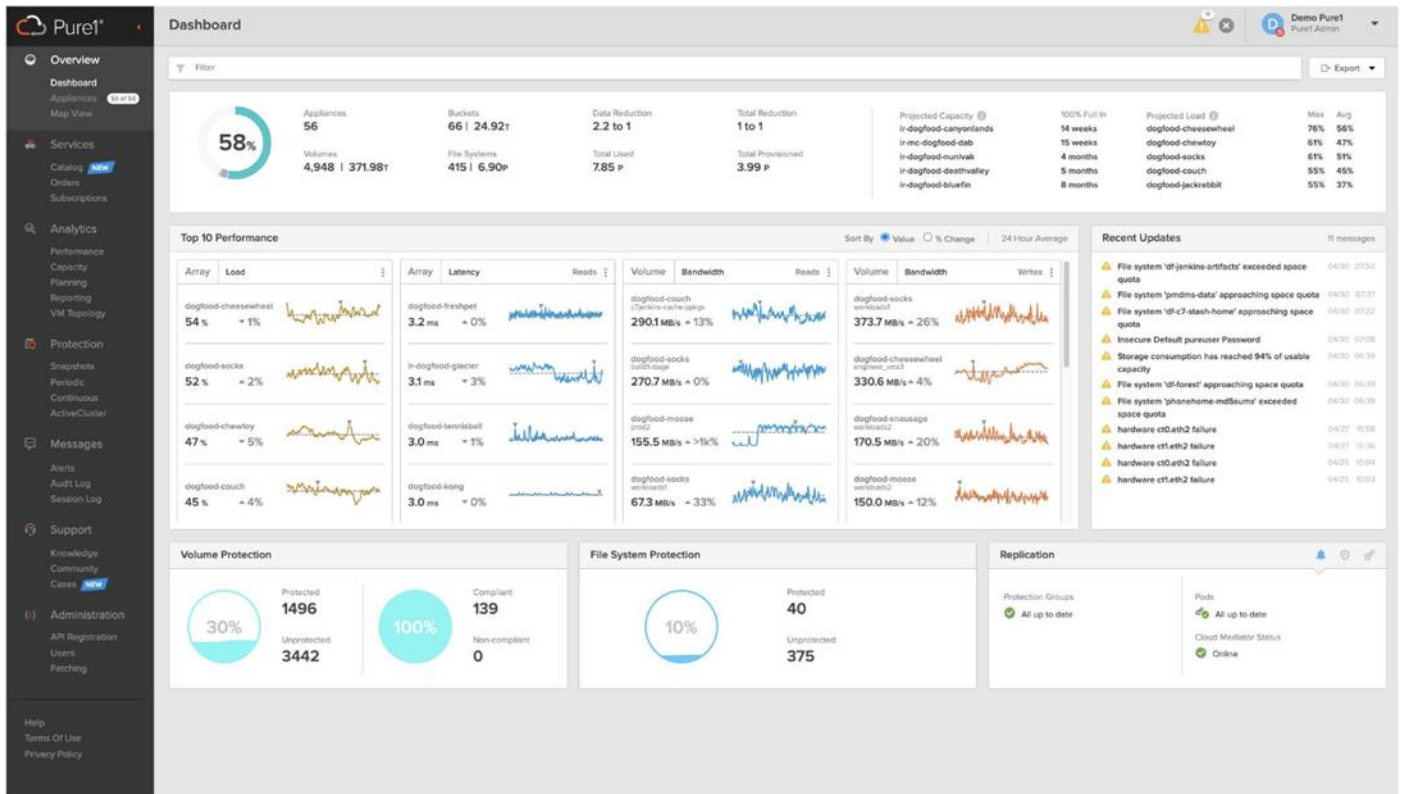 Pure1®
Dashboard
Demo Pure1
Pure1 Admin
Overview
Dashboard
Appliances 55 of 56
Map View
Services
Catalog NEW
Orders
Subscriptions
Analytics
Performance
Capacity
Planning
Reporting
VM Topology
Protection
Snapshots
Periodic
Continuous
ActiveCluster
Messages
Alerts
Audit Log
Session Log
Support
Knowledge
Community
Cases NEW
Administration
API Registration
Users
Patching
Help
Terms Of Use
Privacy Policy
Filter
Export
58%
Appliances
56
Volumes
4,948 | 371.98T
Buckets
66 | 24.92T
File Systems
415 | 6.90P
Data Reduction
2.2 to 1
Total Used
7.85 P
Total Reduction
1 to 1
Total Provisioned
3.99 P
Projected Capacity 100% Full In
ir-dogfood-canyonlands 14 weeks
ir-mc-dogfood-dab 15 weeks
ir-dogfood-nunivak 4 months
ir-dogfood-deathvalley 5 months
ir-dogfood-bluefin 8 months
Projected Load Max Avg
dogfood-cheesewheel 76% 56%
dogfood-chewtoy 61% 47%
dogfood-socks 61% 51%
dogfood-couch 55% 45%
dogfood-jackrabbit 55% 37%
Top 10 Performance
Sort By Value % Change 24 Hour Average
Array Load
dogfood-cheesewheel
54 % 1%
dogfood-socks
52 % 2%
dogfood-chewtoy
47 % 5%
dogfood-couch
45 % 4%
Array Latency Reads
dogfood-freshpet
3.2 ms 0%
ir-dogfood-glacier
3.1 ms 3%
dogfood-tennisball
3.0 ms 1%
dogfood-kong
3.0 ms 0%
Volume Bandwidth Reads
dogfood-couch
c7jenkins-cache-ppkgs
290.1 MB/s 13%
dogfood-socks
build1-stage
270.7 MB/s 0%
dogfood-moose
prod2
155.5 MB/s >1k%
dogfood-socks
workloads1
67.3 MB/s 33%
Volume Bandwidth Writes
dogfood-socks
workloads1
373.7 MB/s 26%
dogfood-cheesewheel
engineer_vms3
330.6 MB/s 4%
dogfood-snausage
workloads2
170.5 MB/s 20%
dogfood-moose
workloads2
150.0 MB/s 12%
Recent Updates 11 messages
File system 'df-jenkins-artifacts' exceeded space 04/30 07:50
quota
File system 'pmdms-data' approaching space quota 04/30 07:37
File system 'df-c7-stash-home' approaching space 04/30 07:22
quota
Insecure Default pureuser Password 04/30 07:08
Storage consumption has reached 94% of usable 04/30 06:39
capacity
File system 'df-forest' approaching space quota 04/30 06:39
File system 'phonehome-md5sums' exceeded 04/30 06:39
space quota
hardware ct0.eth2 failure 04/27 15:58
hardware ct1.eth2 failure 04/27 15:36
hardware ct0.eth2 failure 04/25 10:04
hardware ct1.eth2 failure 04/25 10:03
Volume Protection
30%
Protected
1496
Unprotected
3442
100%
Compliant
139
Non-compliant
0
File System Protection
10%
Protected
40
Unprotected
375
Replication
Protection Groups
All up to date
Pods
All up to date
Cloud Mediator Status
Online